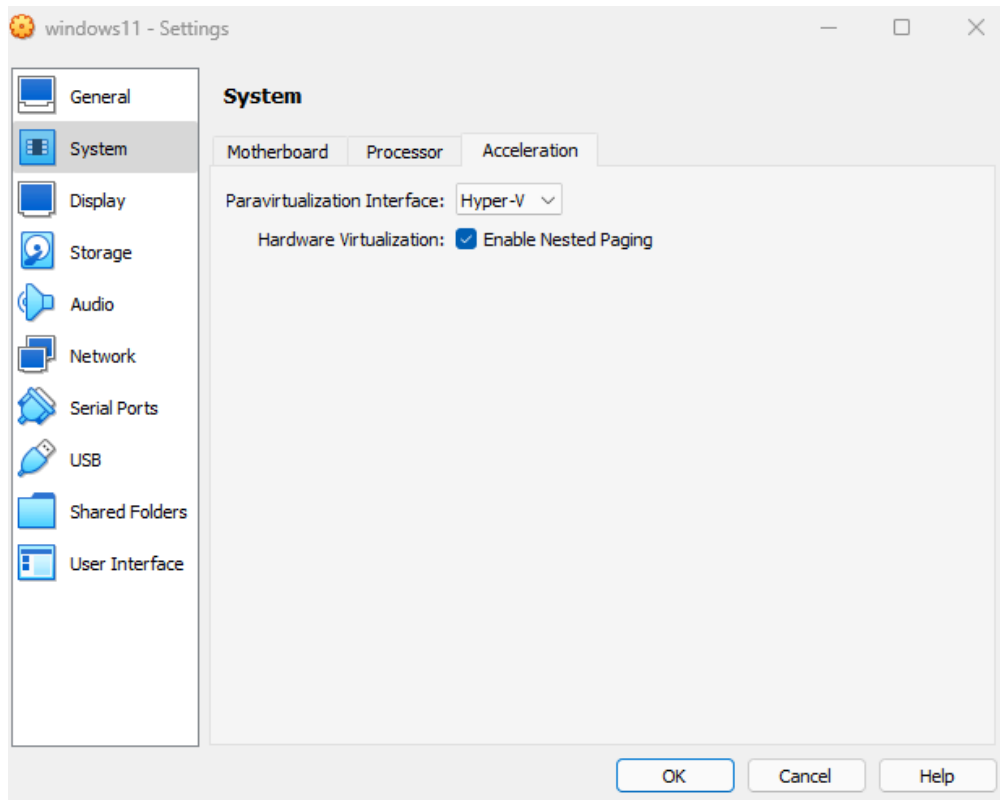 windows11 - Settings
General
System
Display
Storage
Audio
Network
Serial Ports
USB
Shared Folders
User Interface
System
Motherboard Processor Acceleration
Paravirtualization Interface: Hyper-V
Hardware Virtualization: Enable Nested Paging
OK Cancel Help